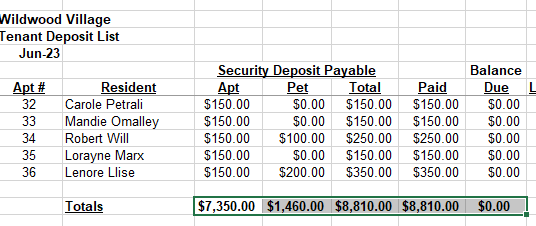 Wildwood Village
Tenant Deposit List
Jun-23
Security Deposit Payable Balance
Apt # Resident Apt Pet Total Paid Due L
32 Carole Petrali $150.00 $0.00 $150.00 $150.00 $0.00
33 Mandie Omalley $150.00 $0.00 $150.00 $150.00 $0.00
34 Robert Will $150.00 $100.00 $250.00 $250.00 $0.00
35 Lorayne Marx $150.00 $0.00 $150.00 $150.00 $0.00
36 Lenore Llise $150.00 $200.00 $350.00 $350.00 $0.00
Totals $7,350.00 $1,460.00 $8,810.00 $8,810.00 $0.00